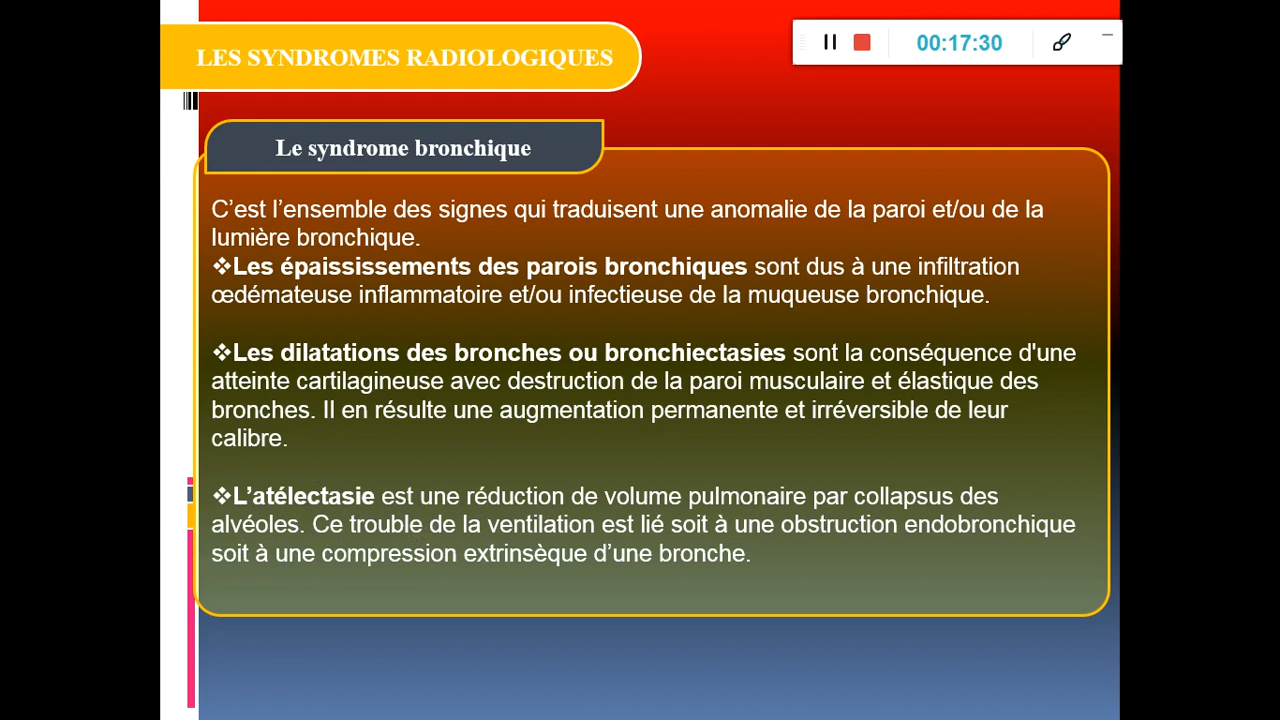 LES SYNDROMES RADIOLOGIQUES
00:17:30
Le syndrome bronchique
C’est l’ensemble des signes qui traduisent une anomalie de la paroi et/ou de la
lumière bronchique.
❖Les épaississements des parois bronchiques sont dus à une infiltration
œdémateuse inflammatoire et/ou infectieuse de la muqueuse bronchique.
❖Les dilatations des bronches ou bronchiectasies sont la conséquence d'une
atteinte cartilagineuse avec destruction de la paroi musculaire et élastique des
bronches. Il en résulte une augmentation permanente et irréversible de leur
calibre.
❖L’atélectasie est une réduction de volume pulmonaire par collapsus des
alvéoles. Ce trouble de la ventilation est lié soit à une obstruction endobronchique
soit à une compression extrinsèque d’une bronche.